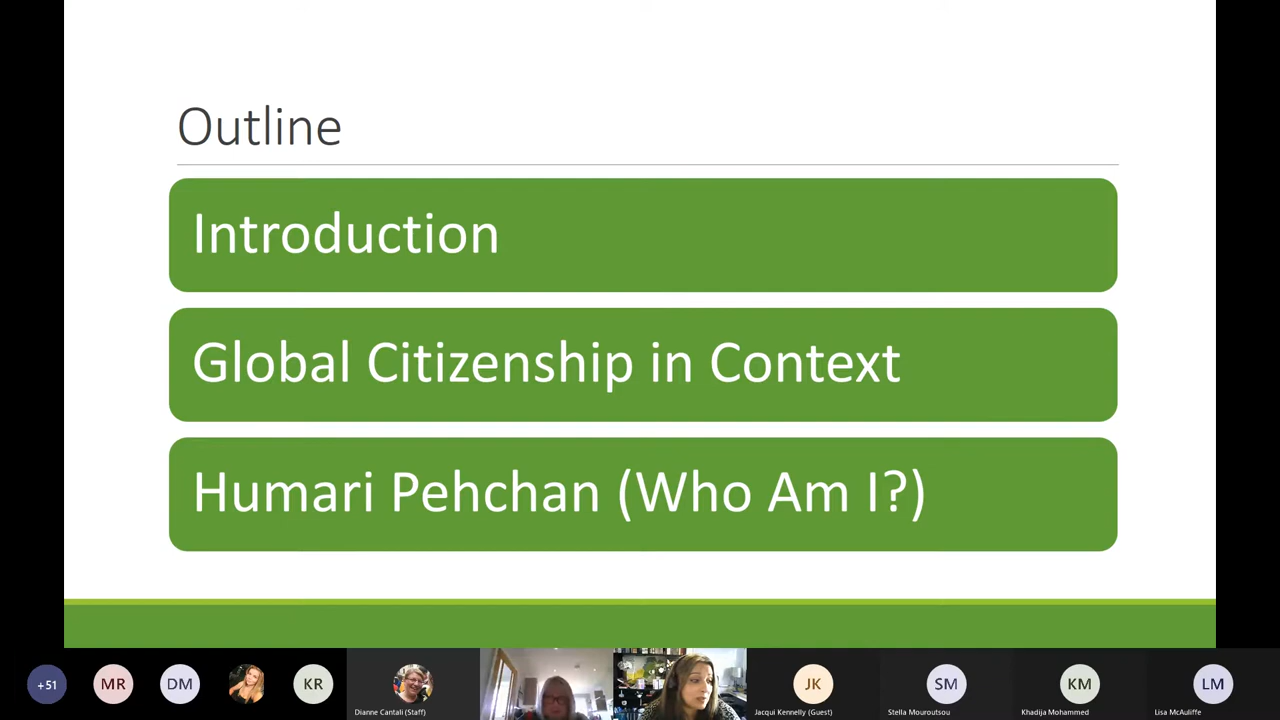 Outline
Introduction
Global Citizenship in Context
Humari Pehchan (Who Am I?)
+51
MR
DM
KR
Dianne Cantali (Staff)
JK
Jacqui Kennelly (Guest)
SM
Stella Mouroutsou
KM
Khadija Mohammed
LM
Lisa McAuliffe